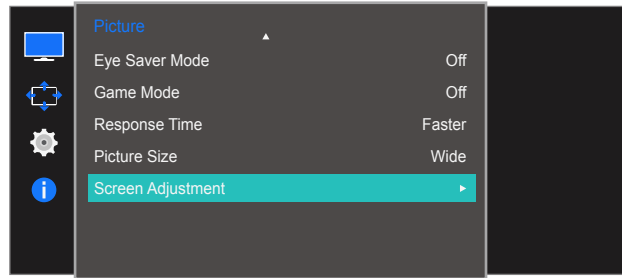 Picture
Eye Saver Mode Off
Game Mode Off
Response Time Faster
Picture Size Wide
Screen Adjustment